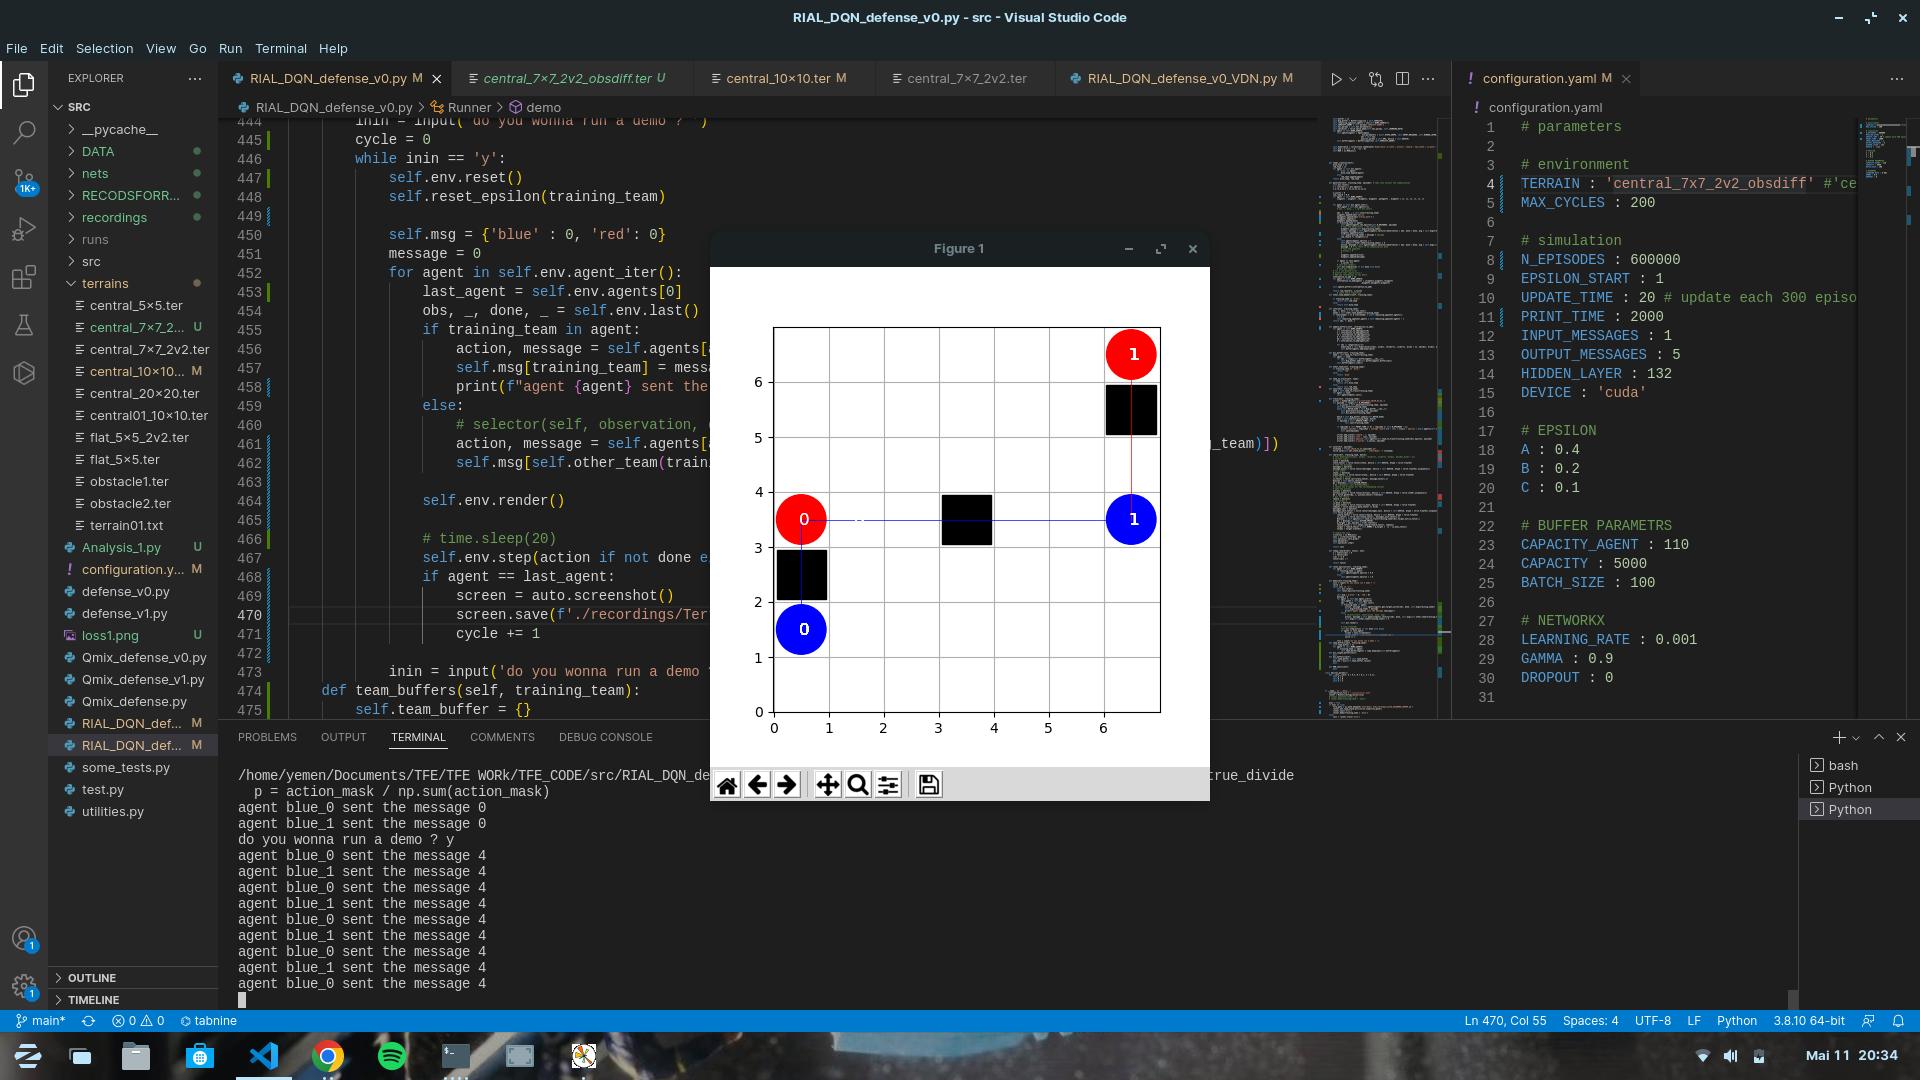 RIAL_DQN_defense_v0.py - src - Visual Studio Code
File Edit Selection View Go Run Terminal Help
EXPLORER
SRC
__pycache__
DATA
nets
RECODSFORR...
recordings
runs
src
terrains
central_5×5.ter
central_7×7_2... U
central_7×7_2v2.ter
central_10×10... M
central_20×20.ter
central01_10×10.ter
flat_5×5_2v2.ter
flat_5×5.ter
obstacle1.ter
obstacle2.ter
terrain01.txt
Analysis_1.py U
configuration.y... M
defense_v0.py
defense_v1.py
loss1.png U
Qmix_defense_v0.py
Qmix_defense_v1.py
Qmix_defense.py
RIAL_DQN_def... M
RIAL_DQN_def... M
some_tests.py
test.py
utilities.py
OUTLINE
TIMELINE
1K+
1
1
RIAL_DQN_defense_v0.py M central_7×7_2v2_obsdiff.ter U central_10×10.ter M central_7×7_2v2.ter RIAL_DQN_defense_v0_VDN.py M
RIAL_DQN_defense_v0.py > Runner > demo
444 inin = input('do you wonna run a demo ? ')
445 cycle = 0
446 while inin == 'y':
447 self.env.reset()
448 self.reset_epsilon(training_team)
449
450 self.msg = {'blue' : 0, 'red': 0}
451 message = 0
452 for agent in self.env.agent_iter():
453 last_agent = self.env.agents[0]
454 obs, _, done, _ = self.env.last()
455 if training_team in agent:
456 action, message = self.agents[
457 self.msg[training_team] = mess
458 print(f"agent {agent} sent the
459 else:
460 # selector(self, observation,
461 action, message = self.agents[ _team)])
462 self.msg[self.other_team(train
463
464 self.env.render()
465
466 # time.sleep(20)
467 self.env.step(action if not done e
468 if agent == last_agent:
469 screen = auto.screenshot()
470 screen.save(f'./recordings/Ter
471 cycle += 1
472
473 inin = input('do you wonna run a demo
474 def team_buffers(self, training_team):
475 self.team_buffer = {}
Figure 1
6
5
4
3
2
1
0
0 1 2 3 4 5 6
1
0
1
0
configuration.yaml M
configuration.yaml
1 # parameters
2
3 # environment
4 TERRAIN : 'central_7x7_2v2_obsdiff' #'ce
5 MAX_CYCLES : 200
6
7 # simulation
8 N_EPISODES : 600000
9 EPSILON_START : 1
10 UPDATE_TIME : 20 # update each 300 episo
11 PRINT_TIME : 2000
12 INPUT_MESSAGES : 1
13 OUTPUT_MESSAGES : 5
14 HIDDEN_LAYER : 132
15 DEVICE : 'cuda'
16
17 # EPSILON
18 A : 0.4
19 B : 0.2
20 C : 0.1
21
22 # BUFFER PARAMETRS
23 CAPACITY_AGENT : 110
24 CAPACITY : 5000
25 BATCH_SIZE : 100
26
27 # NETWORKX
28 LEARNING_RATE : 0.001
29 GAMMA : 0.9
30 DROPOUT : 0
31
PROBLEMS OUTPUT TERMINAL COMMENTS DEBUG CONSOLE
/home/yemen/Documents/TFE/TFE WORk/TFE_CODE/src/RIAL_DQN_de true_divide
p = action_mask / np.sum(action_mask)
agent blue_0 sent the message 0
agent blue_1 sent the message 0
do you wonna run a demo ? y
agent blue_0 sent the message 4
agent blue_1 sent the message 4
agent blue_0 sent the message 4
agent blue_1 sent the message 4
agent blue_0 sent the message 4
agent blue_1 sent the message 4
agent blue_0 sent the message 4
agent blue_1 sent the message 4
agent blue_0 sent the message 4
bash
Python
Python
main* 0 0 tabnine Ln 470, Col 55 Spaces: 4 UTF-8 LF Python 3.8.10 64-bit
Mai 11 20:34